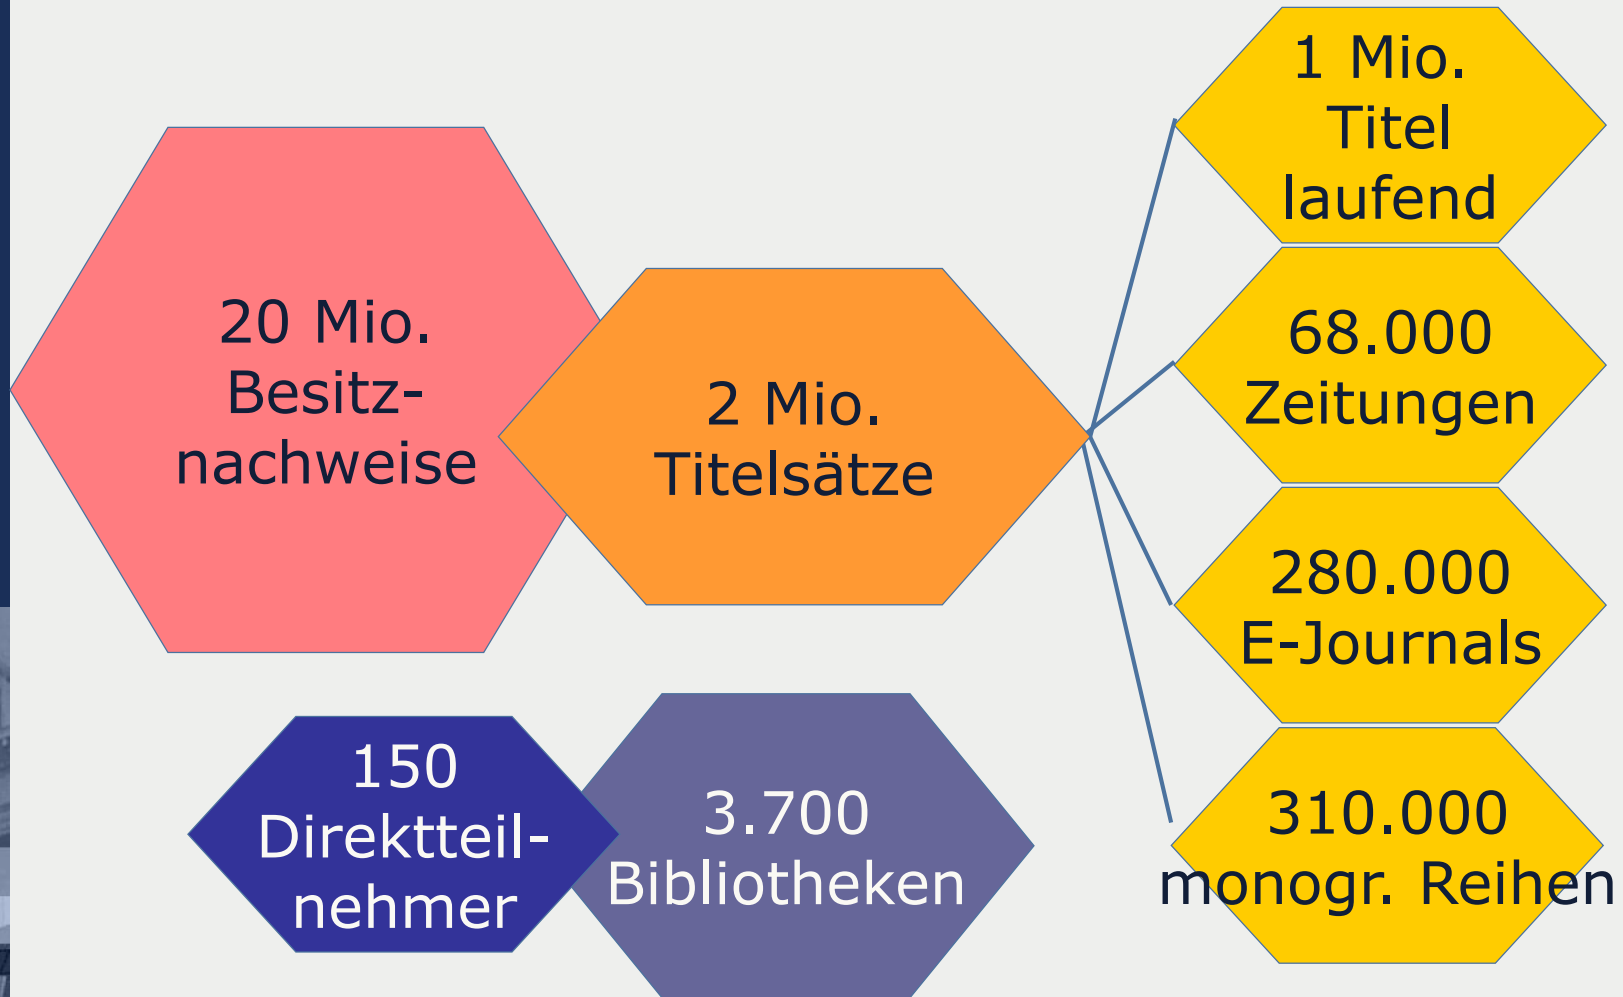 20 Mio.
Besitz-
nachweise
2 Mio.
Titelsätze
1 Mio.
Titel
laufend
68.000
Zeitungen
280.000
E-Journals
310.000
monogr. Reihen
150
Direktteil-
nehmer
3.700
Bibliotheken